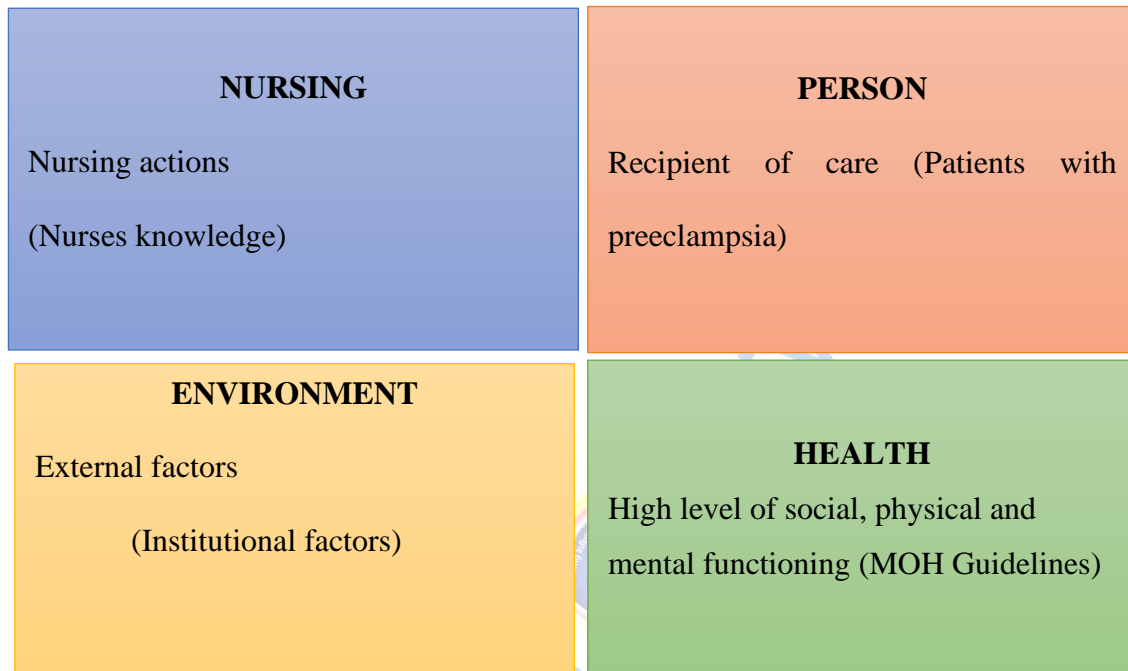 NURSING
Nursing actions
(Nurses knowledge)
PERSON
Recipient of care (Patients with
preeclampsia)
ENVIRONMENT
External factors
(Institutional factors)
HEALTH
High level of social, physical and
mental functioning (MOH Guidelines)